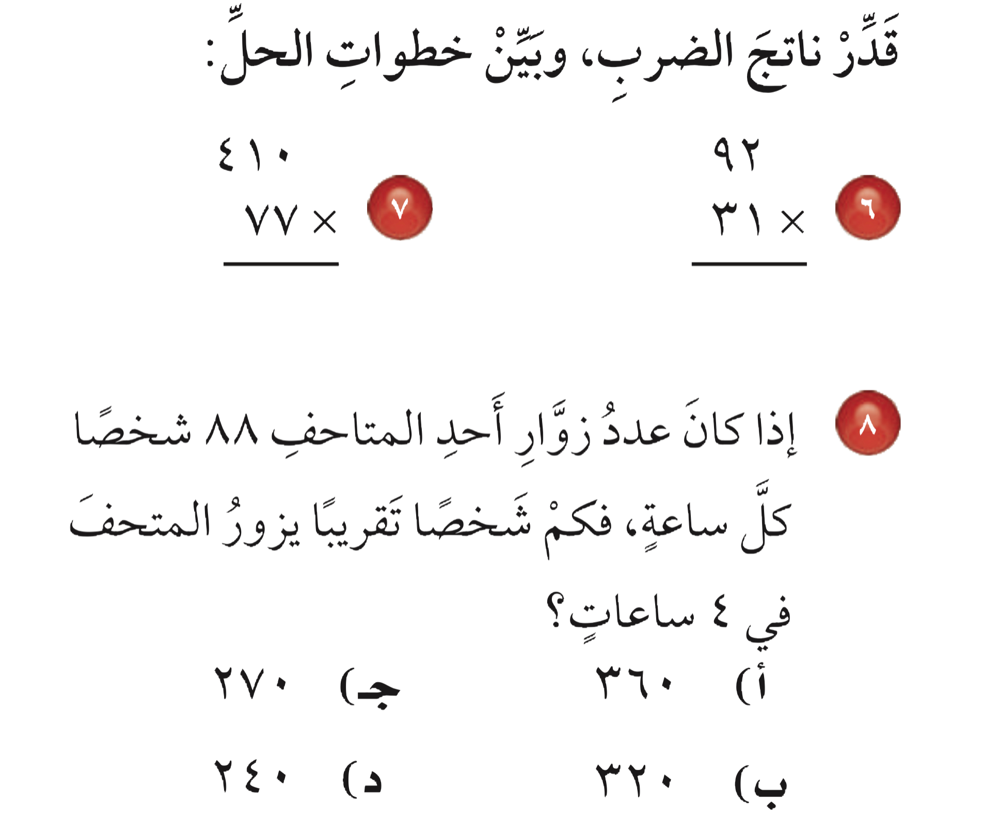 قَدِّرْ ناتجَ الضربِ، وبَيِّنْ خطواتِ الحلِّ:
٩٢
٦ × ٣١
٤١٠
٧ × ٧٧
٨ إذا كانَ عددُ زوَّارِ أَحدِ المتاحفِ ٨٨ شخصًا
كلَّ ساعةٍ، فكمْ شَخصًا تَقريبًا يزورُ المتحفَ
في ٤ ساعاتٍ؟
أ) ٣٦٠ جـ) ٢٧٠
ب) ٣٢٠ د) ٢٤٠